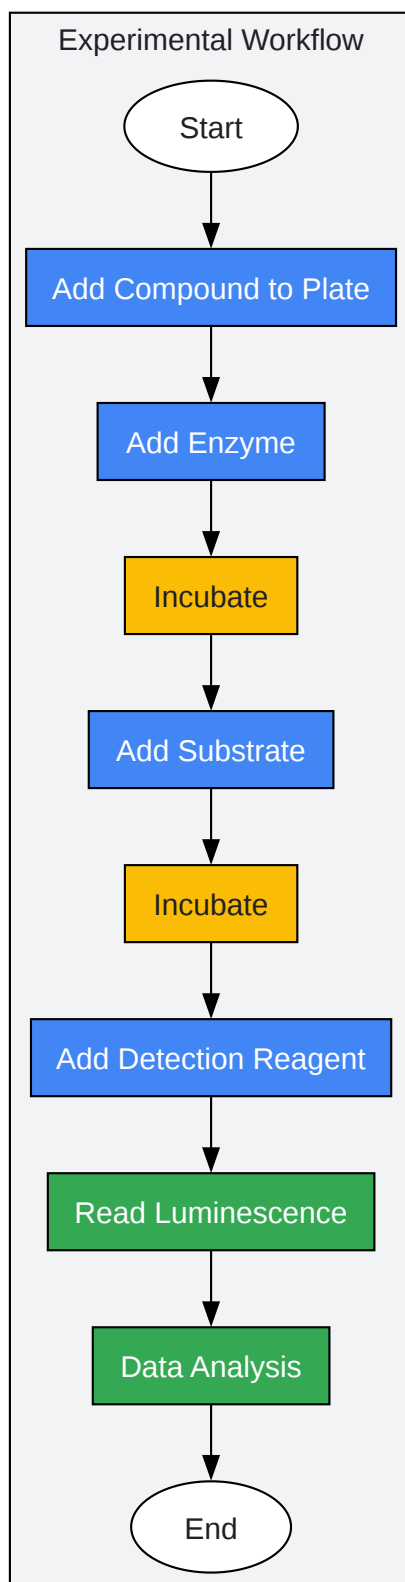 Experimental Workflow
Start
Add Compound to Plate
Add Enzyme
Incubate
Add Substrate
Incubate
Add Detection Reagent
Read Luminescence
Data Analysis
End